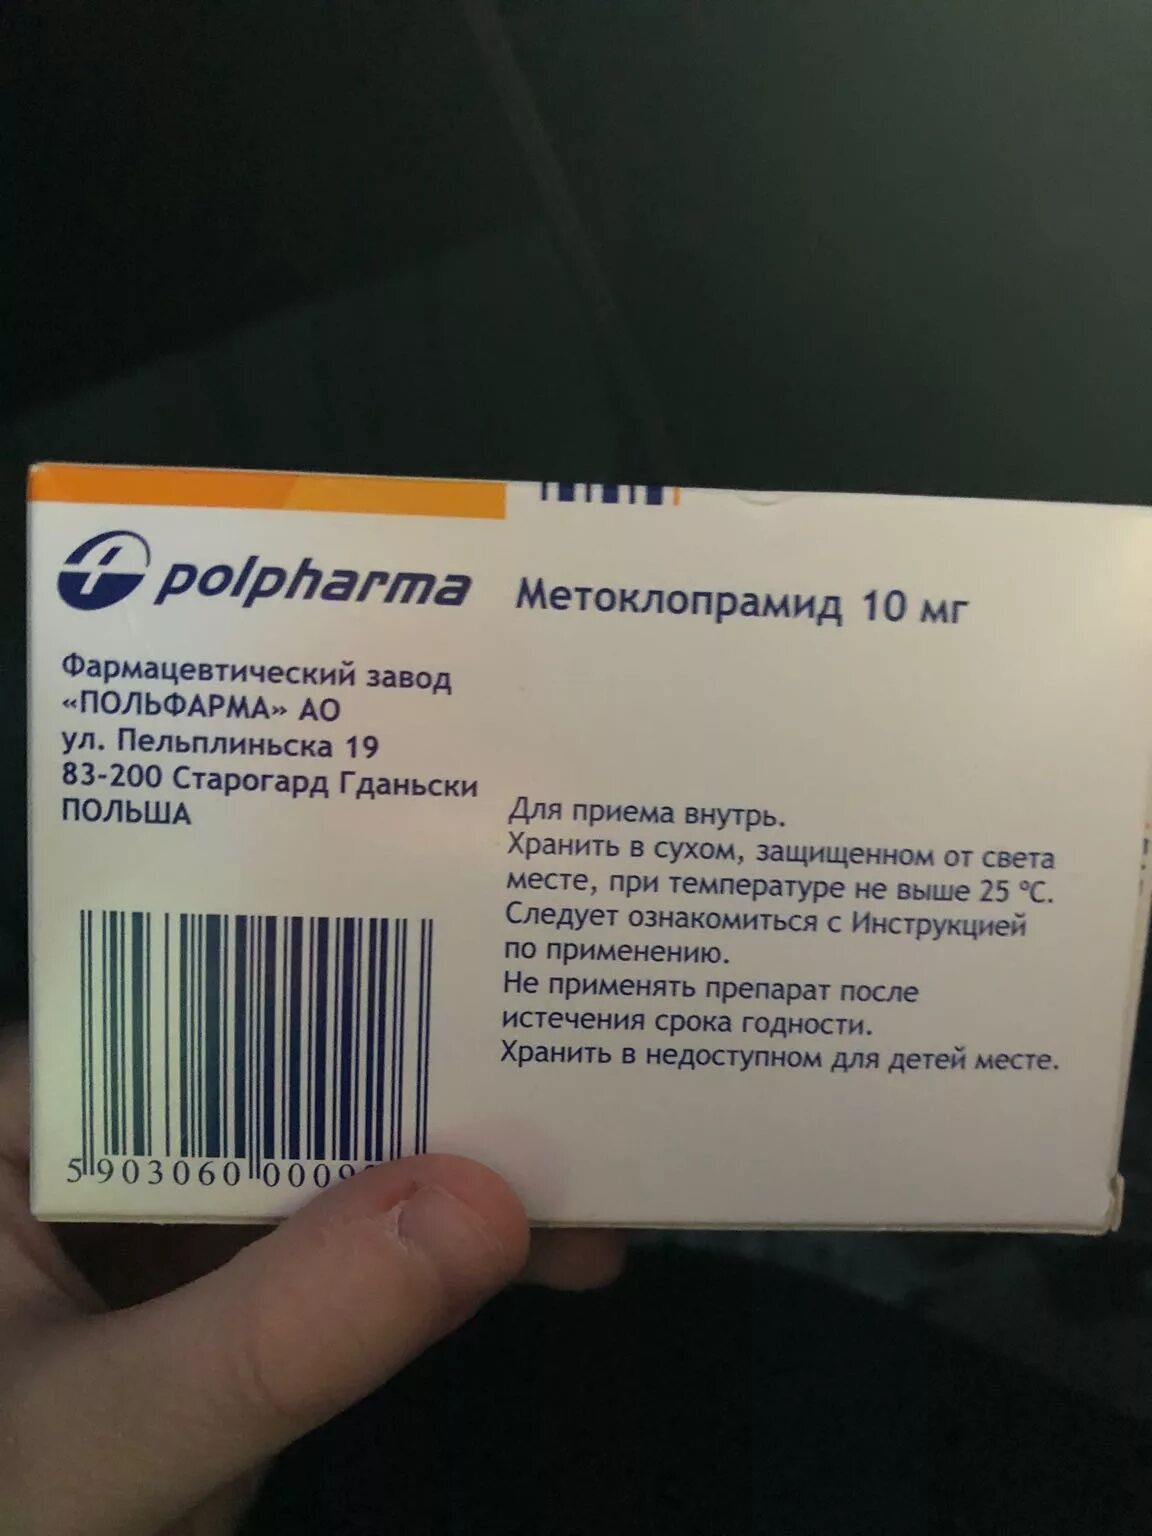 polpharma
Метоклопрамид 10 мг
Фармацевтический завод
«ПОЛЬФАРМА» АО
ул. Пельплиньска 19
83-200 Старогард Гданьски
ПОЛЬША
Для приема внутрь.
Хранить в сухом, защищенном от света
месте, при температуре не выше 25 °C.
Следует ознакомиться с Инструкцией
по применению.
Не применять препарат после
истечения срока годности.
Хранить в недоступном для детей месте.
5 903060 000